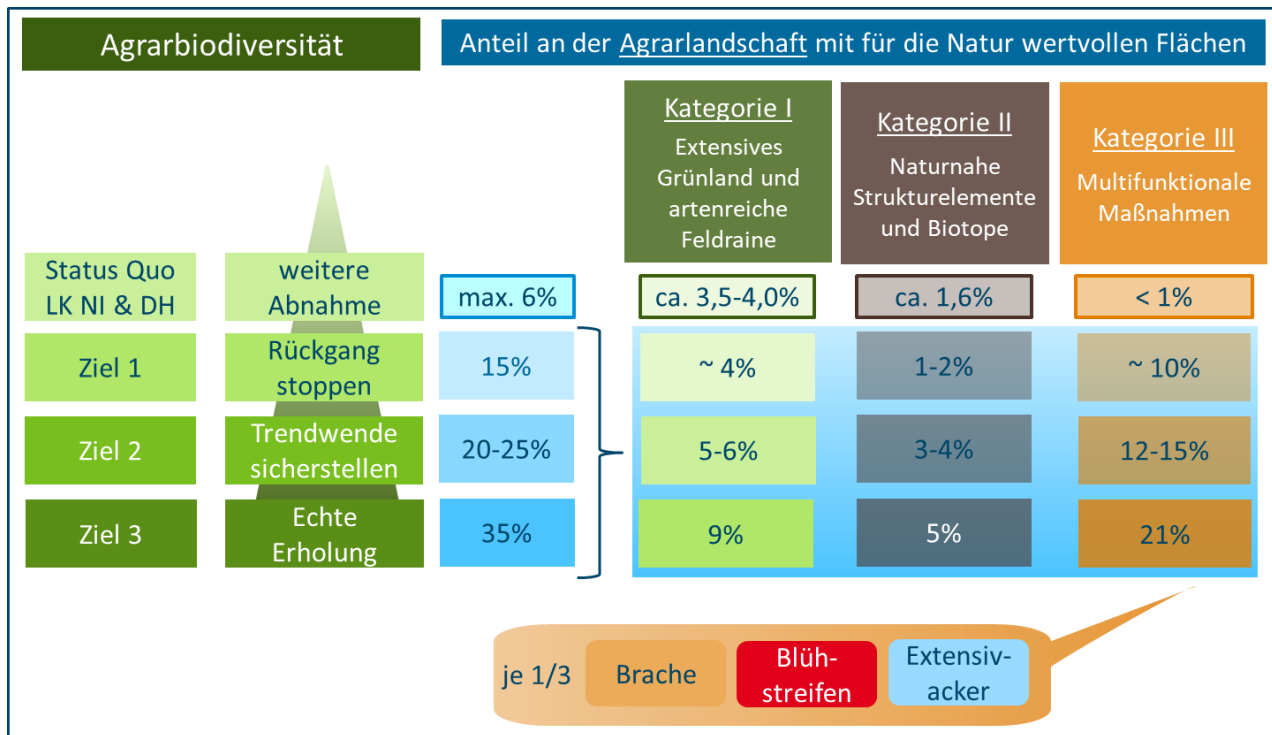 Agrarbiodiversität
Anteil an der Agrarlandschaft mit für die Natur wertvollen Flächen
Kategorie I
Extensives
Grünland und
artenreiche
Feldraine
Kategorie II
Naturnahe
Strukturelemente
und Biotope
Kategorie III
Multifunktionale
Maßnahmen
Status Quo
LK NI & DH
weitere
Abnahme
max. 6%
ca. 3,5-4,0%
ca. 1,6%
< 1%
Ziel 1
Rückgang
stoppen
15%
~ 4%
1-2%
~ 10%
Ziel 2
Trendwende
sicherstellen
20-25%
5-6%
3-4%
12-15%
Ziel 3
Echte
Erholung
35%
9%
5%
21%
je 1/3
Brache
Blüh-
streifen
Extensiv-
acker